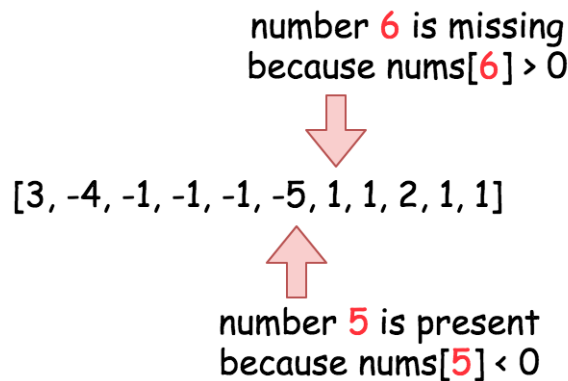 number 6 is missing
because nums[6] > 0
[3, -4, -1, -1, -1, -5, 1, 1, 2, 1, 1]
number 5 is present
because nums[5] < 0